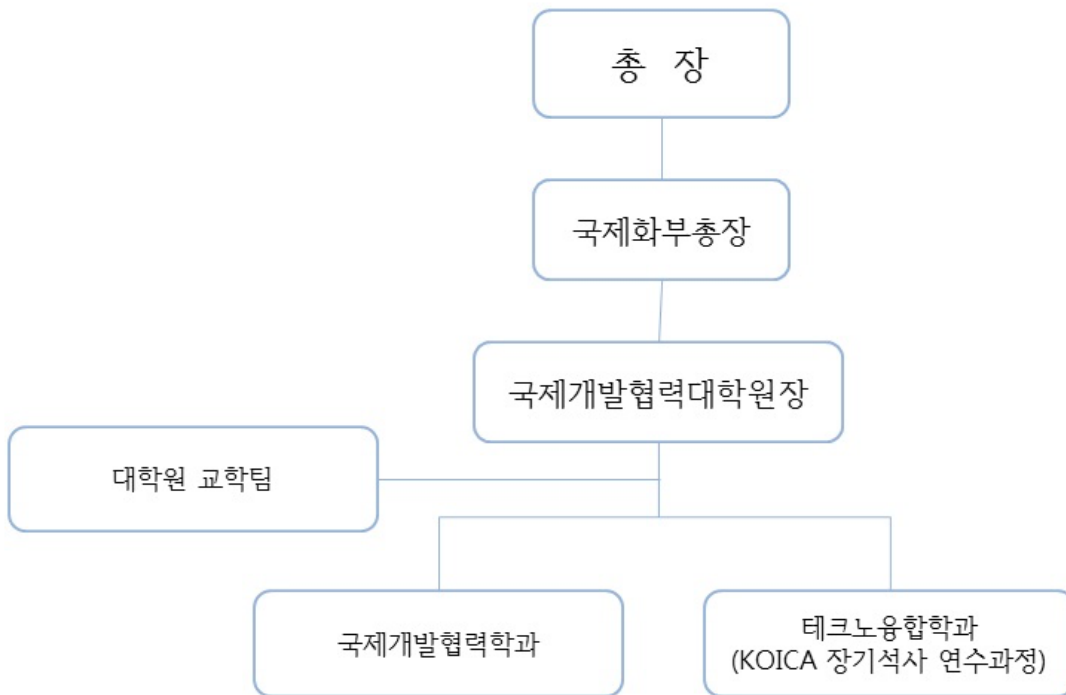 총 장
국제화부총장
국제개발협력대학원장
대학원 교학팀
국제개발협력학과
테크노융합학과
(KOICA 장기석사 연수과정)